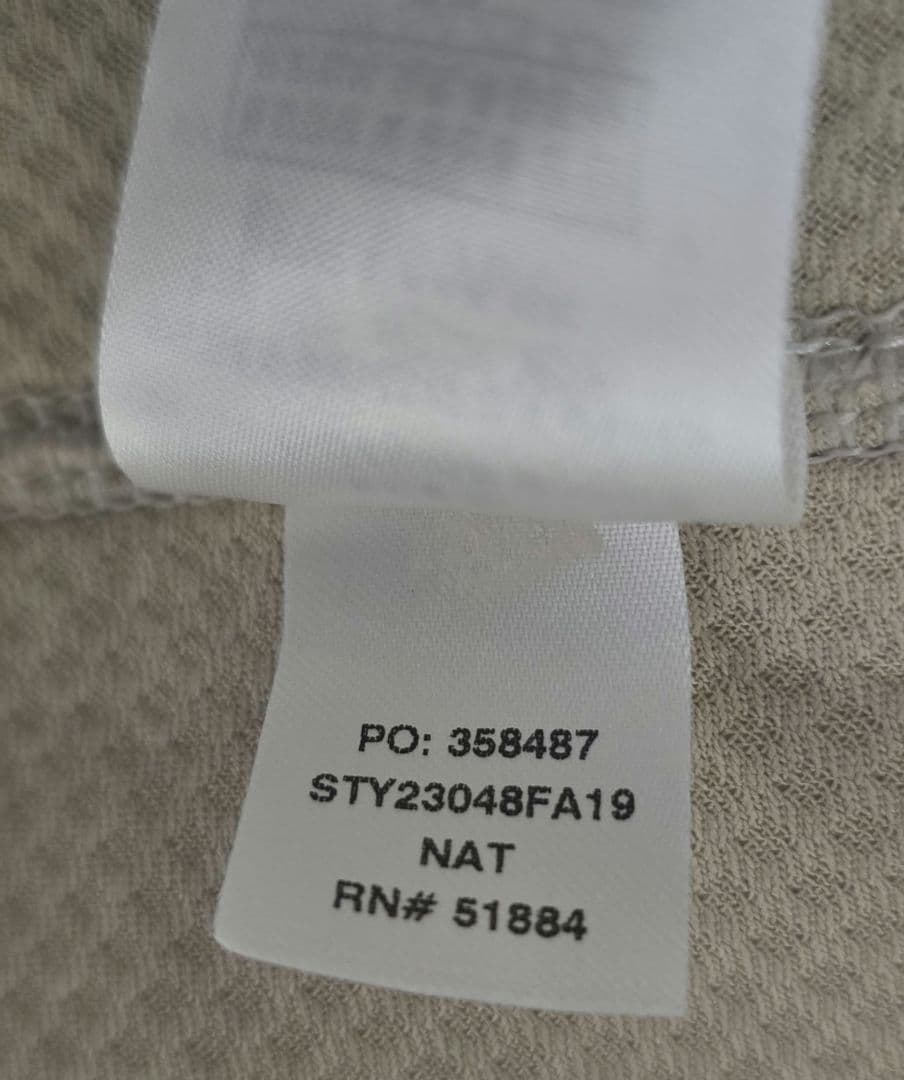 PO: 358487
STY23048FA19
NAT
RN# 51884